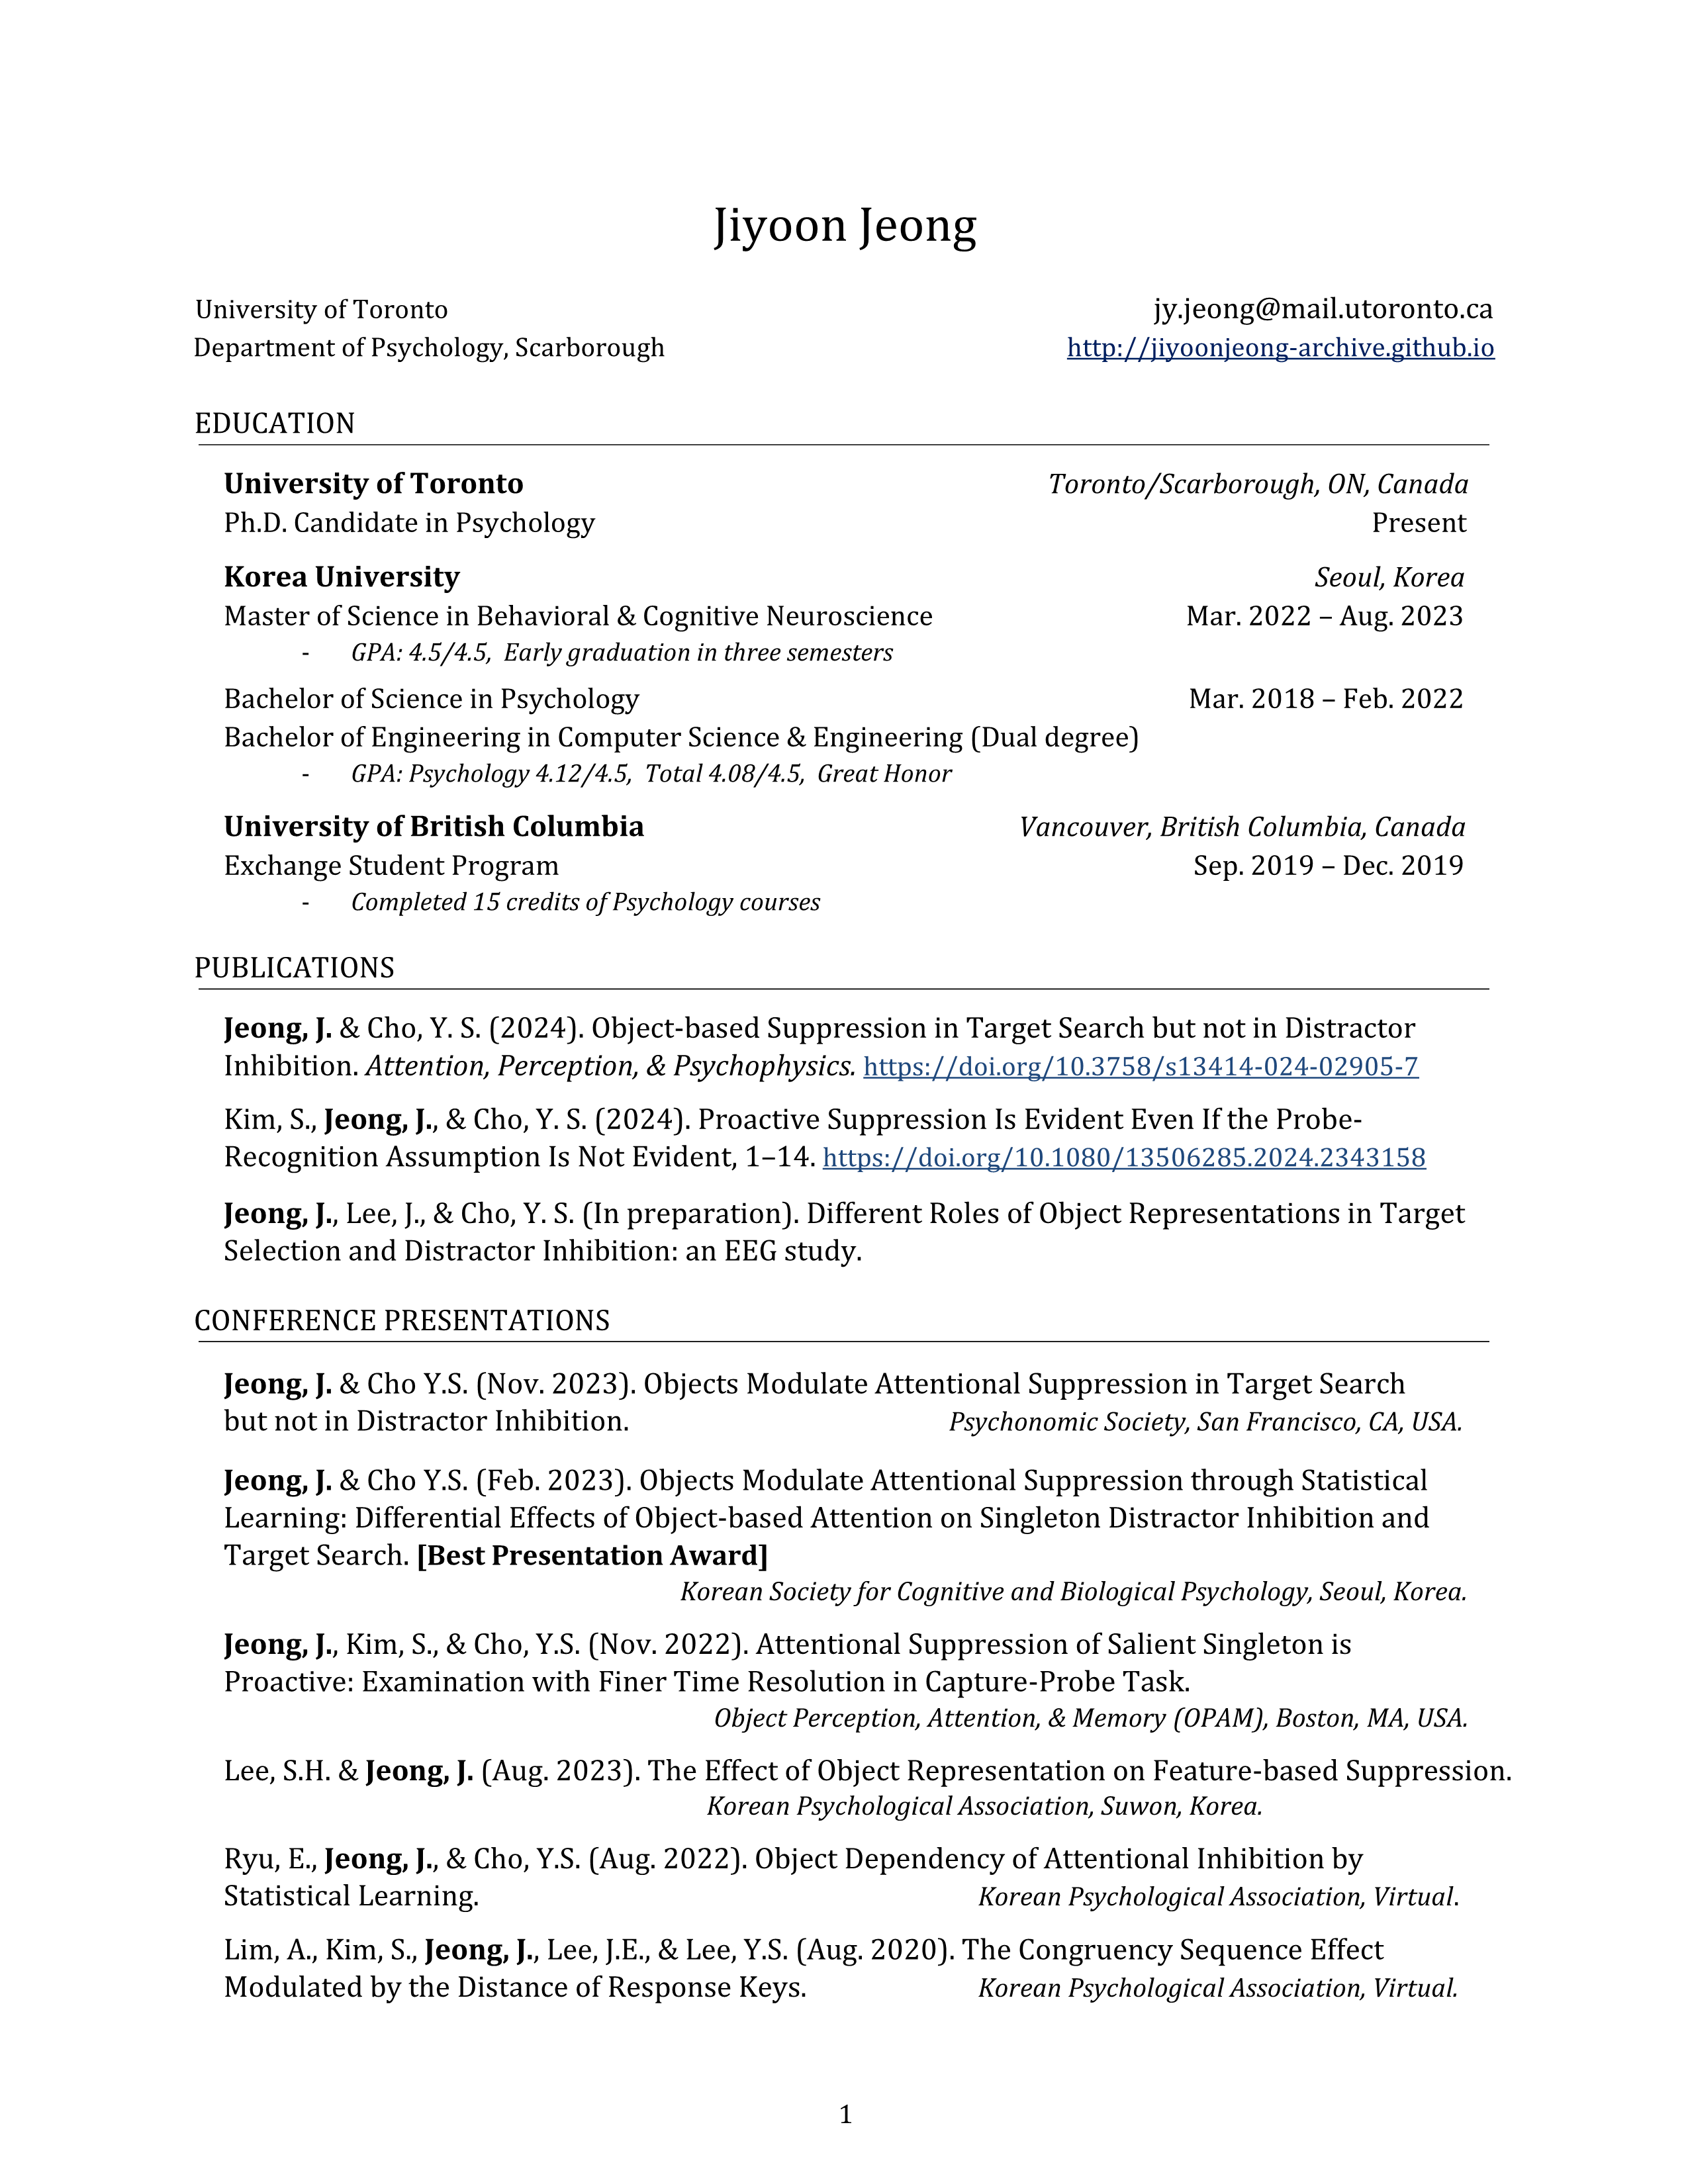 Jiyoon Jeong
University of Toronto jy.jeong@mail.utoronto.ca
Department of Psychology, Scarborough http://jiyoonjeong-archive.github.io
EDUCATION
University of Toronto Toronto/Scarborough, ON, Canada
Ph.D. Candidate in Psychology Present
Korea University Seoul, Korea
Master of Science in Behavioral & Cognitive Neuroscience Mar. 2022 – Aug. 2023
- GPA: 4.5/4.5, Early graduation in three semesters
Bachelor of Science in Psychology Mar. 2018 – Feb. 2022
Bachelor of Engineering in Computer Science & Engineering (Dual degree)
- GPA: Psychology 4.12/4.5, Total 4.08/4.5, Great Honor
University of British Columbia Vancouver, British Columbia, Canada
Exchange Student Program Sep. 2019 – Dec. 2019
- Completed 15 credits of Psychology courses
PUBLICATIONS
Jeong, J. & Cho, Y. S. (2024). Object-based Suppression in Target Search but not in Distractor
Inhibition. Attention, Perception, & Psychophysics. https://doi.org/10.3758/s13414-024-02905-7
Kim, S., Jeong, J., & Cho, Y. S. (2024). Proactive Suppression Is Evident Even If the Probe-
Recognition Assumption Is Not Evident, 1–14. https://doi.org/10.1080/13506285.2024.2343158
Jeong, J., Lee, J., & Cho, Y. S. (In preparation). Different Roles of Object Representations in Target
Selection and Distractor Inhibition: an EEG study.
CONFERENCE PRESENTATIONS
Jeong, J. & Cho Y.S. (Nov. 2023). Objects Modulate Attentional Suppression in Target Search
but not in Distractor Inhibition. Psychonomic Society, San Francisco, CA, USA.
Jeong, J. & Cho Y.S. (Feb. 2023). Objects Modulate Attentional Suppression through Statistical
Learning: Differential Effects of Object-based Attention on Singleton Distractor Inhibition and
Target Search. [Best Presentation Award]
Korean Society for Cognitive and Biological Psychology, Seoul, Korea.
Jeong, J., Kim, S., & Cho, Y.S. (Nov. 2022). Attentional Suppression of Salient Singleton is
Proactive: Examination with Finer Time Resolution in Capture-Probe Task.
Object Perception, Attention, & Memory (OPAM), Boston, MA, USA.
Lee, S.H. & Jeong, J. (Aug. 2023). The Effect of Object Representation on Feature-based Suppression.
Korean Psychological Association, Suwon, Korea.
Ryu, E., Jeong, J., & Cho, Y.S. (Aug. 2022). Object Dependency of Attentional Inhibition by
Statistical Learning. Korean Psychological Association, Virtual.
Lim, A., Kim, S., Jeong, J., Lee, J.E., & Lee, Y.S. (Aug. 2020). The Congruency Sequence Effect
Modulated by the Distance of Response Keys. Korean Psychological Association, Virtual.
1